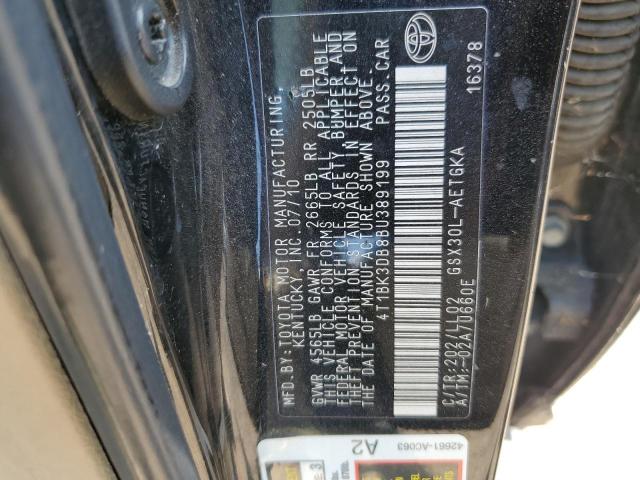 MFD.BY:TOYOTA MOTOR MANUFACTURING,
KENTUCKY, INC. 07/10
GVWR 4565LB GAWR FR 2665LB RR 2505LB
THIS VEHICLE CONFORMS TO ALL APPLICABLE
FEDERAL MOTOR VEHICLE SAFETY, BUMPER AND
THEFT PREVENTION STANDARDS IN EFFECT ON
THE DATE OF MANUFACTURE SHOWN ABOVE.
4T1BK3DB8BU389199 PASS.CAR
C/TR:202/LL02 GSX30L-AETGKA
A/TM:-02A/U660E
16378
42661-AC063
A2